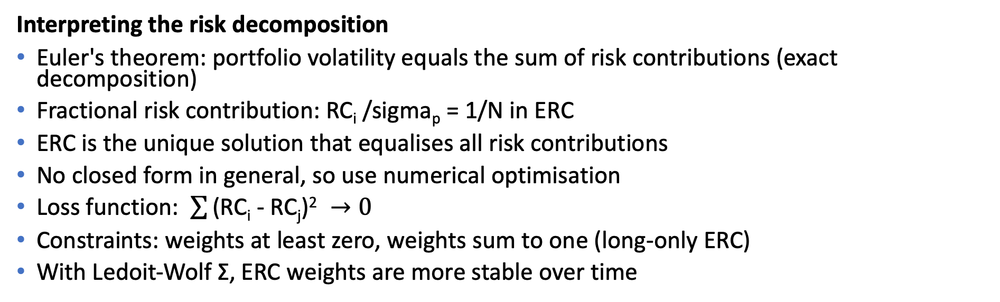 Interpreting the risk decomposition
• Euler's theorem: portfolio volatility equals the sum of risk contributions (exact
decomposition)
• Fractional risk contribution: RCᵢ /sigmaₚ = 1/N in ERC
• ERC is the unique solution that equalises all risk contributions
• No closed form in general, so use numerical optimisation
• Loss function: ∑ (RCᵢ - RCⱼ)² → 0
• Constraints: weights at least zero, weights sum to one (long-only ERC)
• With Ledoit-Wolf Σ, ERC weights are more stable over time